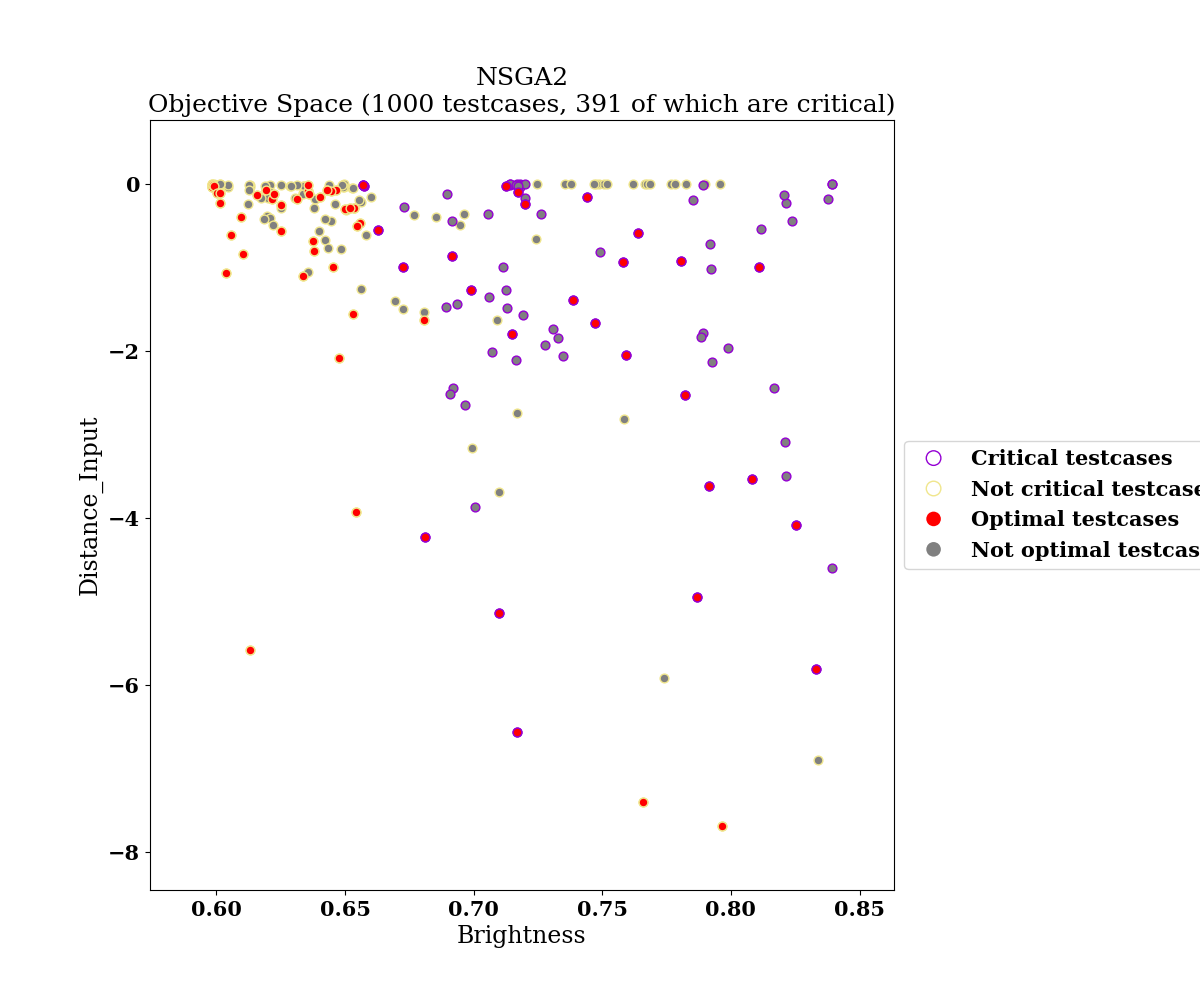 NSGA2
Objective Space (1000 testcases, 391 of which are critical)
0
−2
−4
−6
−8
Distance_Input
0.60 0.65 0.70 0.75 0.80 0.85
Brightness
Critical testcases
Not critical testcase
Optimal testcases
Not optimal testcas